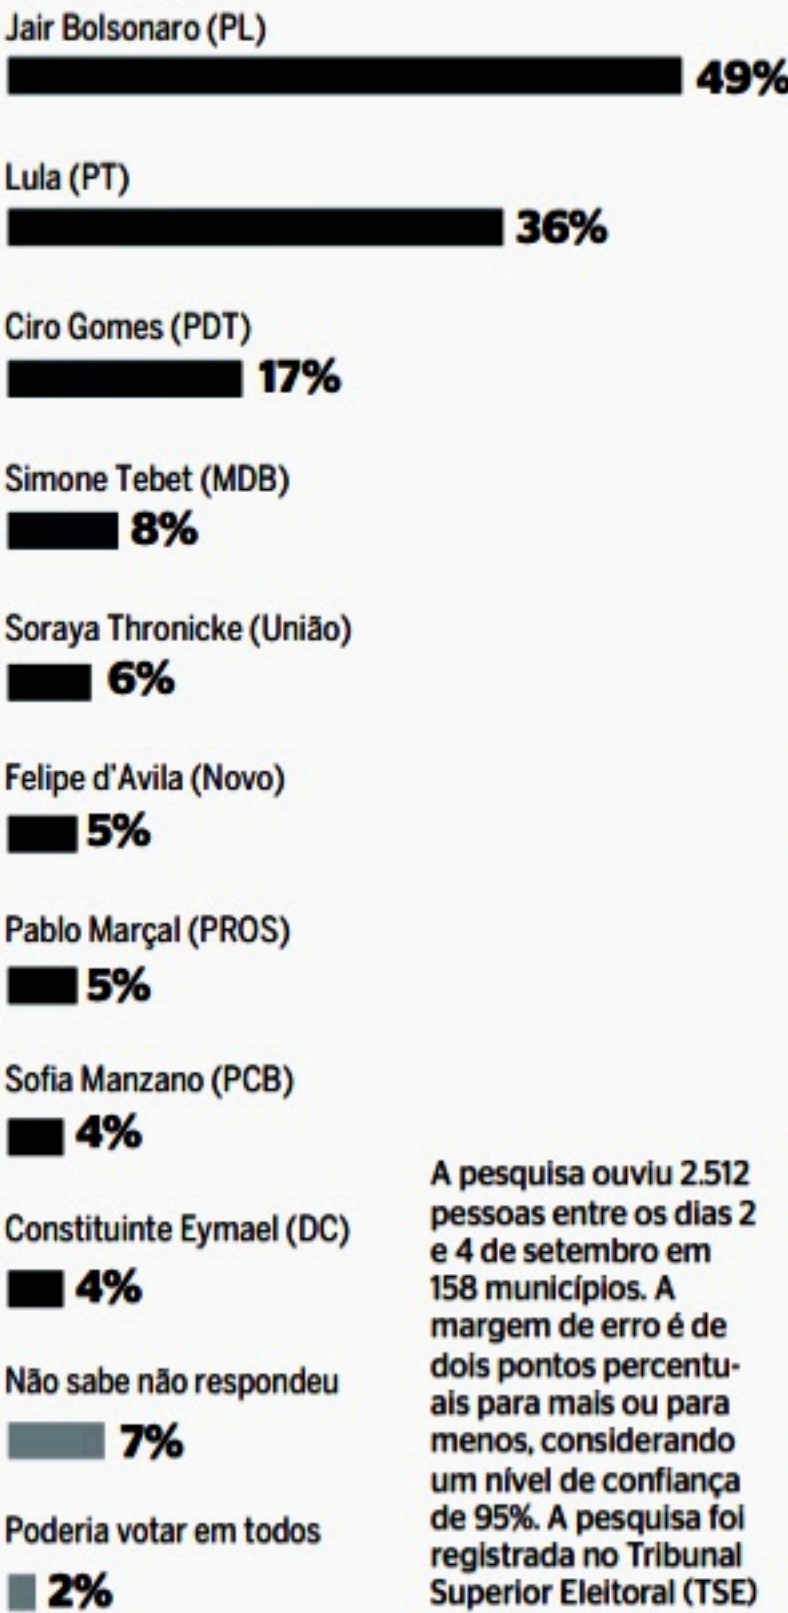 Jair Bolsonaro (PL)
49%
Lula (PT)
36%
Ciro Gomes (PDT)
17%
Simone Tebet (MDB)
8%
Soraya Thronicke (União)
6%
Felipe d'Avila (Novo)
5%
Pablo Marçal (PROS)
5%
Sofia Manzano (PCB)
4%
Constituinte Eymael (DC)
4%
Não sabe não respondeu
7%
Poderia votar em todos
2%
A pesquisa ouviu 2.512
pessoas entre os dias 2
e 4 de setembro em
158 municípios. A
margem de erro é de
dois pontos percentu-
ais para mais ou para
menos, considerando
um nível de confiança
de 95%. A pesquisa foi
registrada no Tribunal
Superior Eleitoral (TSE)